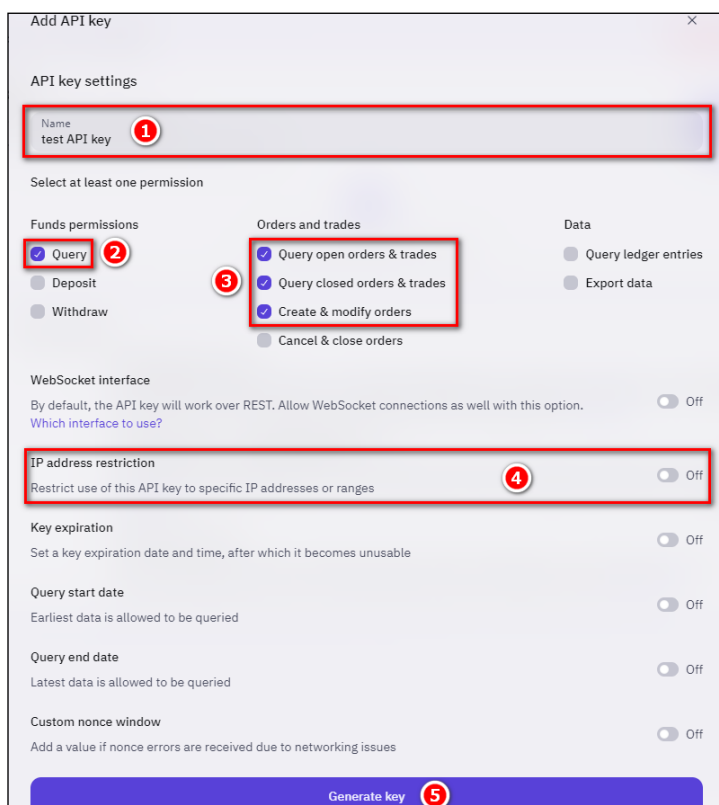 Add API key
API key settings
Name
test API key
1
Select at least one permission
Funds permissions
Query
2
Deposit
Withdraw
Orders and trades
3
Query open orders & trades
Query closed orders & trades
Create & modify orders
Cancel & close orders
Data
Query ledger entries
Export data
WebSocket interface
By default, the API key will work over REST. Allow WebSocket connections as well with this option.
Which interface to use?
Off
IP address restriction
Restrict use of this API key to specific IP addresses or ranges
4
Off
Key expiration
Set a key expiration date and time, after which it becomes unusable
Off
Query start date
Earliest data is allowed to be queried
Off
Query end date
Latest data is allowed to be queried
Off
Custom nonce window
Add a value if nonce errors are received due to networking issues
Off
Generate key
5